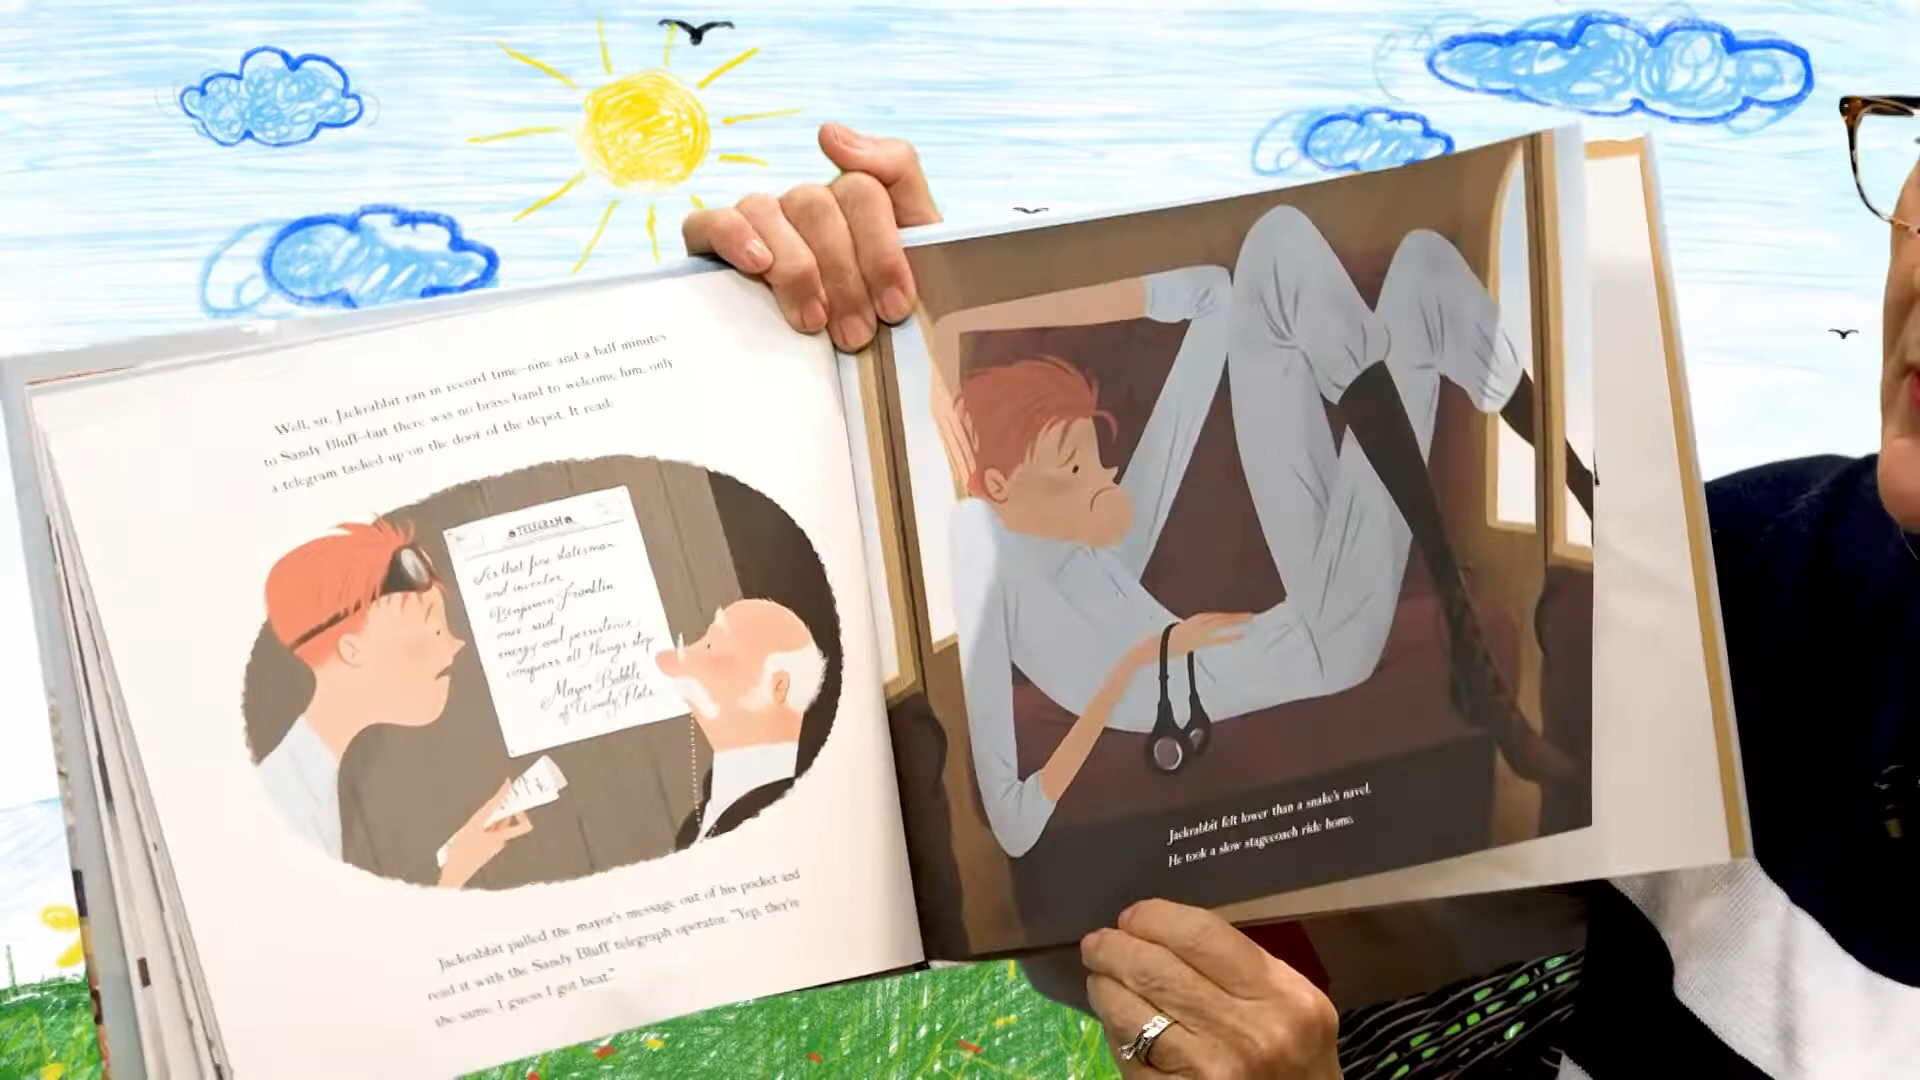 Well, sir, Jackrabbit ran in record time—nine and a half minutes
to Sandy Bluff—but there was no brass band to welcome him, only
a telegram tacked up on the door of the depot. It read:
TELEGRAM
As that fine statesman
and inventor
Benjamin Franklin
once said
energy and persistence
conquers all things stop
Mayor Bobble
of Windy Flats
Jackrabbit pulled the mayor's message out of his pocket and
read it with the Sandy Bluff telegraph operator. "Yep, they're
the same. I guess I got beat."
Jackrabbit felt lower than a snake's navel.
He took a slow stagecoach ride home.